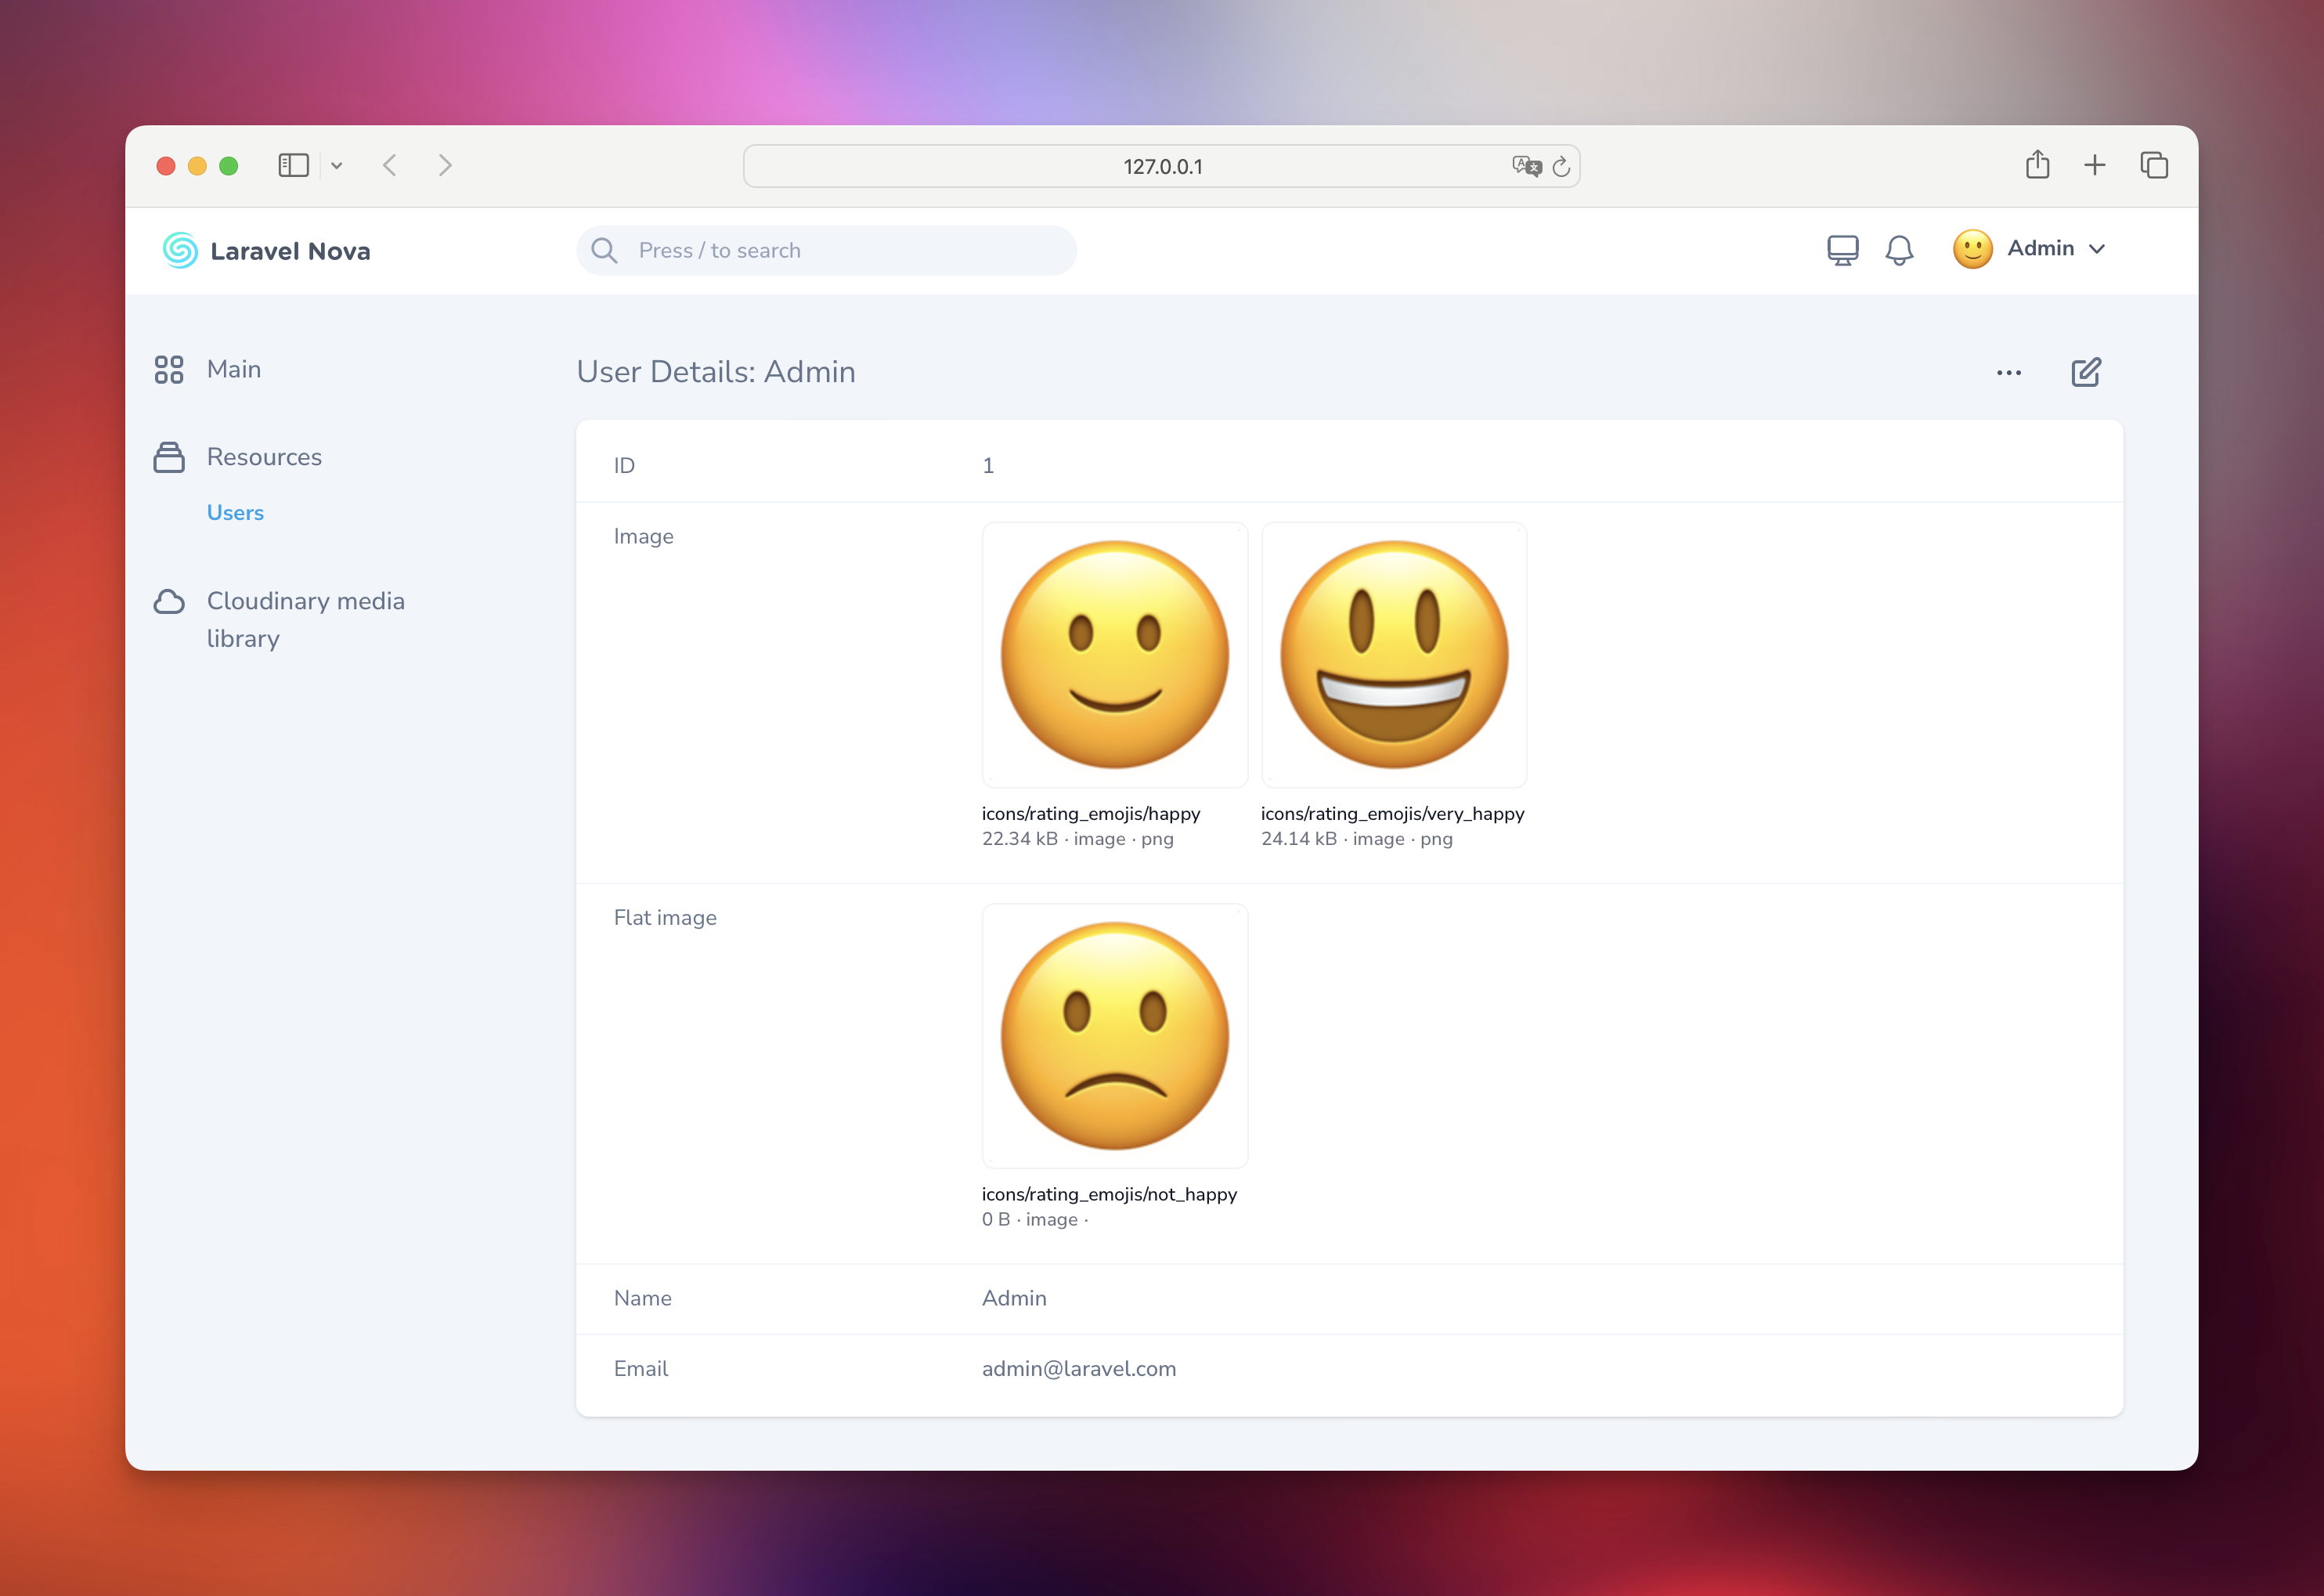 127.0.0.1
Laravel Nova
Press / to search
Admin
Main
Resources
Users
Cloudinary media
library
User Details: Admin
ID
1
Image
icons/rating_emojis/happy
22.34 kB · image · png
icons/rating_emojis/very_happy
24.14 kB · image · png
Flat image
icons/rating_emojis/not_happy
0 B · image ·
Name
Admin
Email
admin@laravel.com